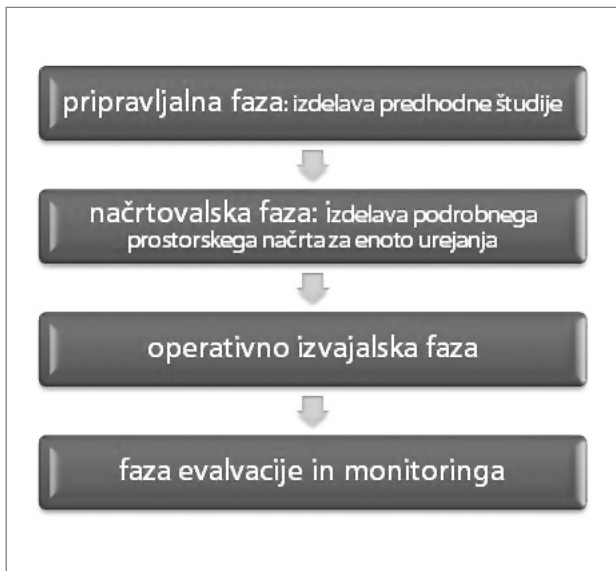 pripravljalna faza: izdelava predhodne študije
načrtovalska faza: izdelava podrobnega
prostorskega načrta za enoto urejanja
operativno izvajalska faza
faza evalvacije in monitoringa